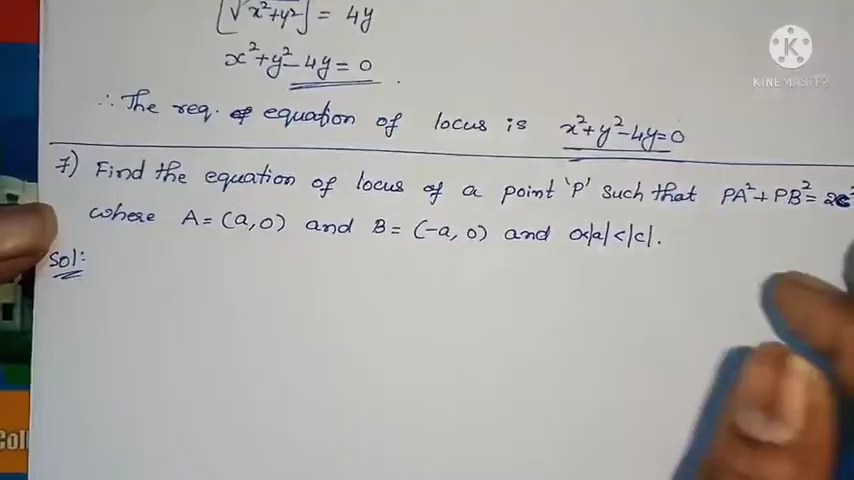 [√x²+y²] = 4y
x²+y²-4y=0
KINEMASTER
∴ The req. equation of locus is x²+y²-4y=0
7) Find the equation of locus of a point 'P' such that PA²+PB²=2c²
where A=(a,0) and B=(-a,0) and 0<|a|<|c|.
Sol:
Coll